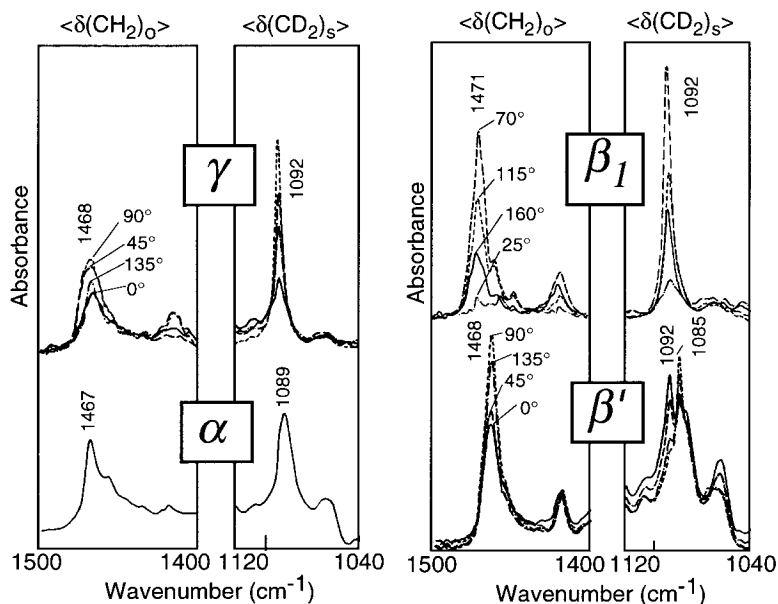 <δ(CH₂)ₒ> <δ(CD₂)ₛ> <δ(CH₂)ₒ> <δ(CD₂)ₛ>
Absorbance
γ
1468
90°
45°
135°
0°
1092
α
1467
1089
1500 1400 1120 1040
Wavenumber (cm⁻¹)
Absorbance
β₁
1471
70°
115°
160°
25°
1092
β'
1468
90°
135°
45°
0°
1092
1085
1500 1400 1120 1040
Wavenumber (cm⁻¹)